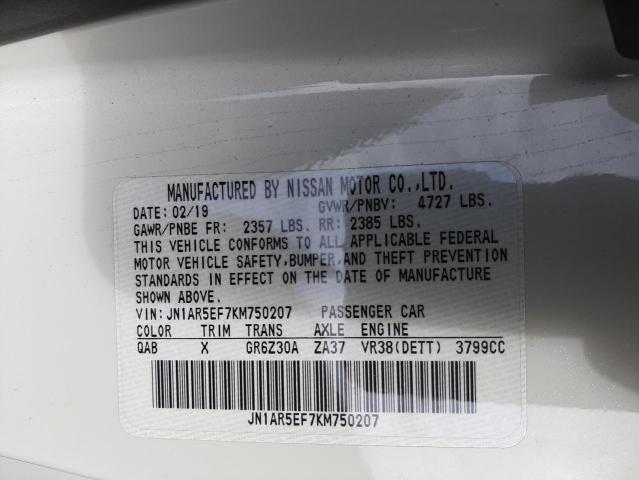 MANUFACTURED BY NISSAN MOTOR CO.,LTD.
DATE: 02/19 GVWR/PNBV: 4727 LBS.
GAWR/PNBE FR: 2357 LBS. RR: 2385 LBS.
THIS VEHICLE CONFORMS TO ALL APPLICABLE FEDERAL
MOTOR VEHICLE SAFETY,BUMPER,AND THEFT PREVENTION
STANDARDS IN EFFECT ON THE DATE OF MANUFACTURE
SHOWN ABOVE.
VIN: JN1AR5EF7KM750207 PASSENGER CAR
COLOR TRIM TRANS AXLE ENGINE
QAB X GR6Z30A ZA37 VR38(DETT) 3799CC
JN1AR5EF7KM750207